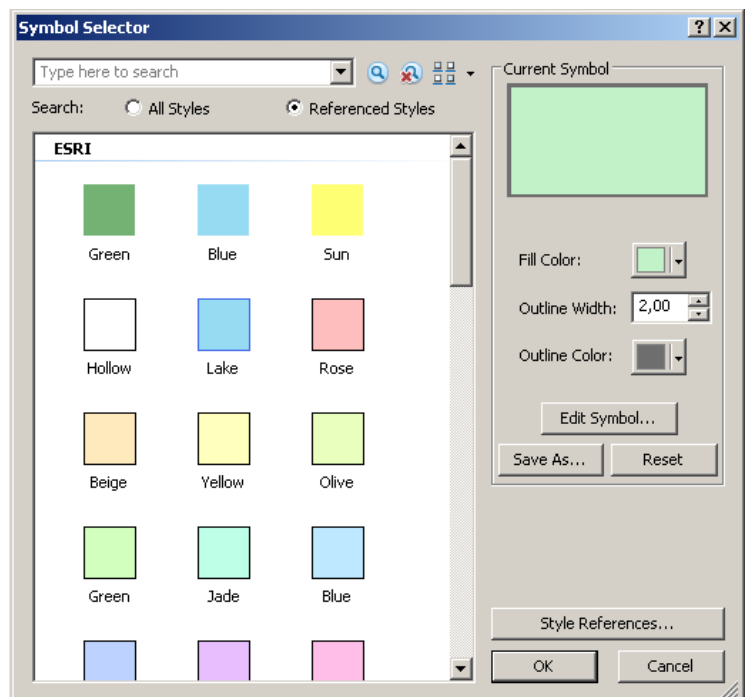 Symbol Selector
Type here to search
Search: All Styles Referenced Styles
ESRI
Green Blue Sun
Hollow Lake Rose
Beige Yellow Olive
Green Jade Blue
Current Symbol
Fill Color:
Outline Width: 2,00
Outline Color:
Edit Symbol...
Save As... Reset
Style References...
OK Cancel